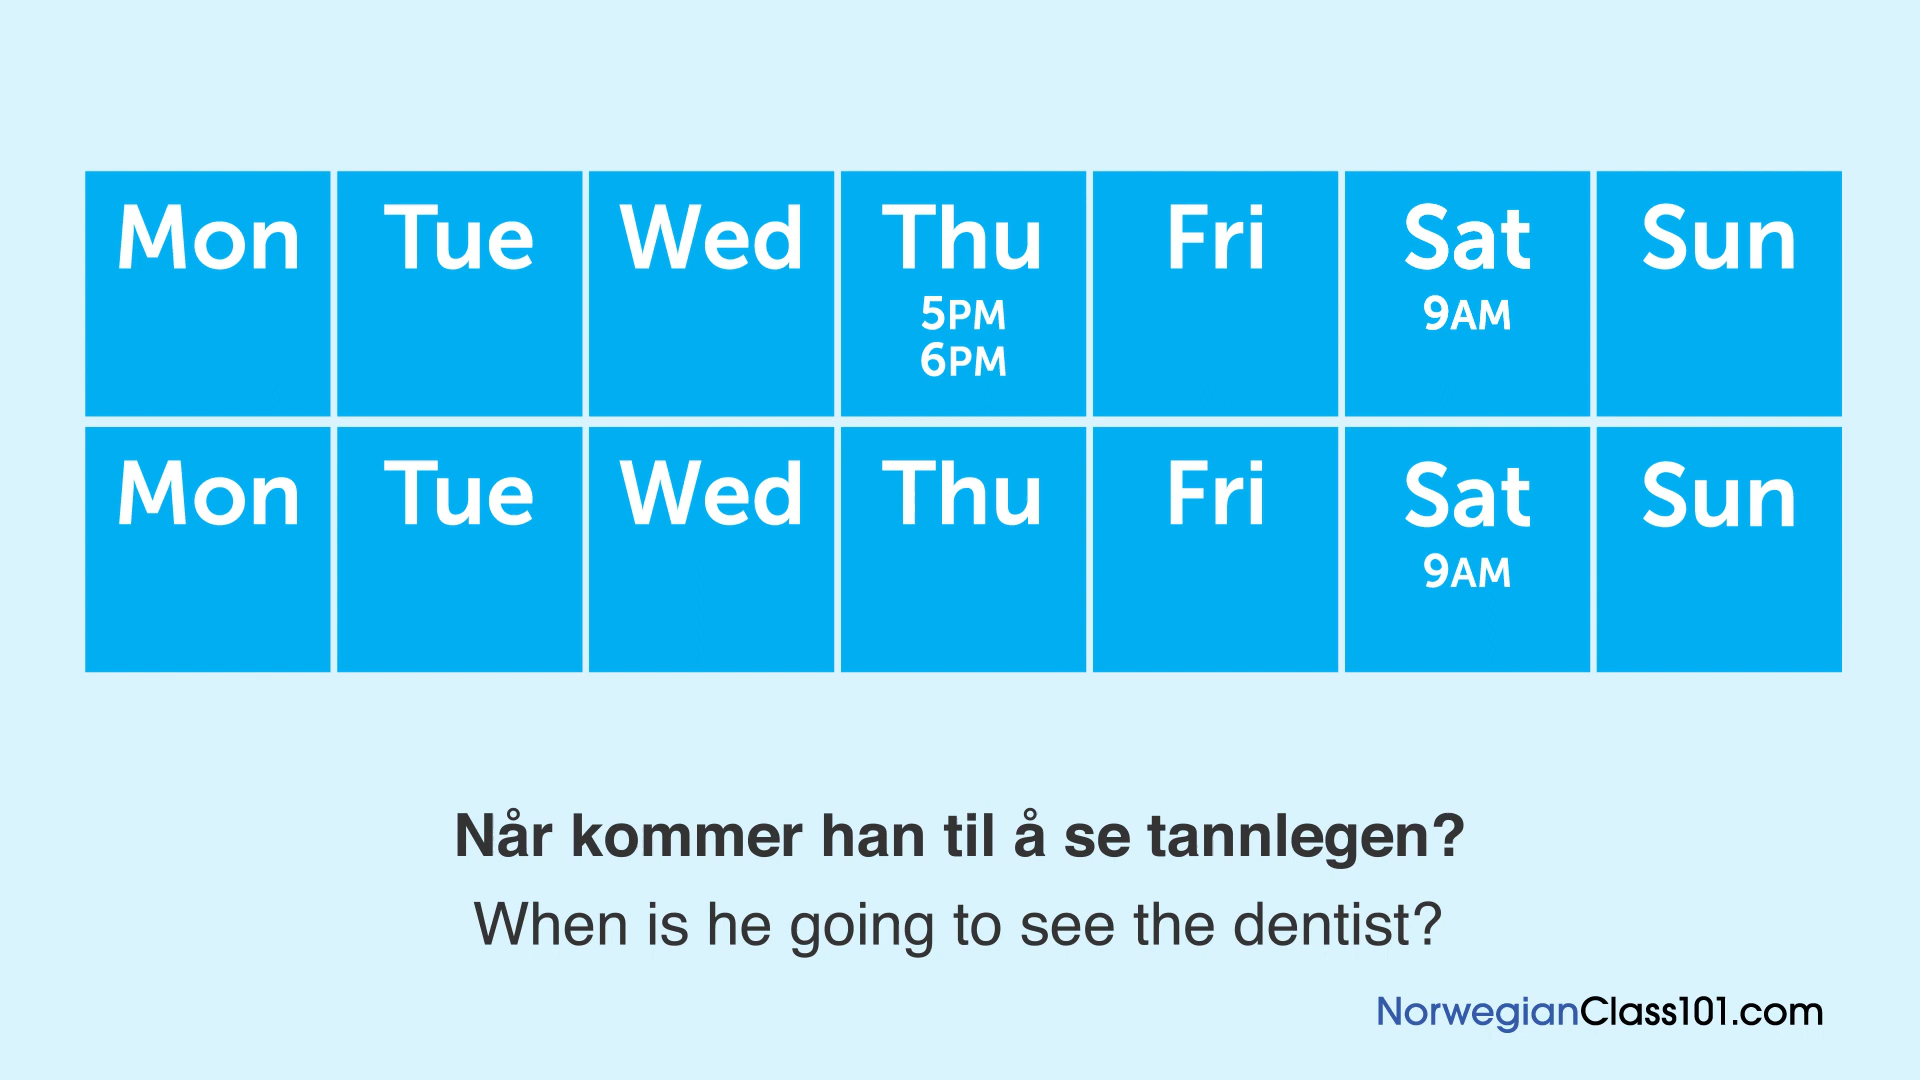 Mon Tue Wed Thu Fri Sat Sun
5PM 9AM
6PM
Mon Tue Wed Thu Fri Sat Sun
9AM
Når kommer han til å se tannlegen?
When is he going to see the dentist?
NorwegianClass101.com